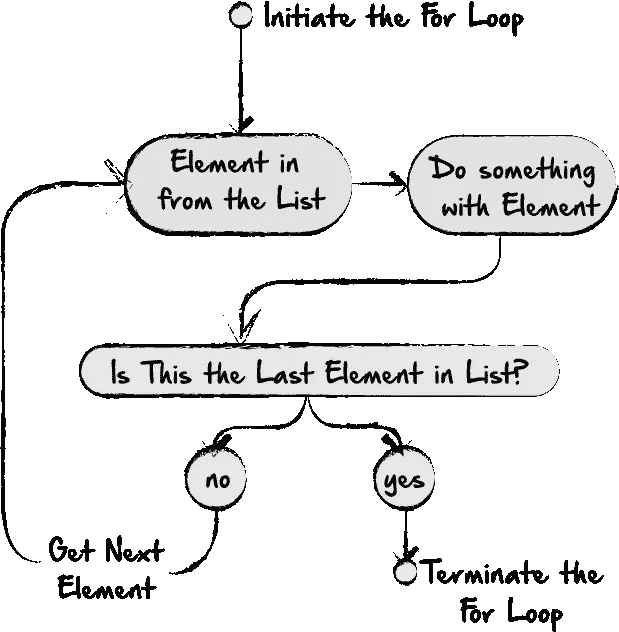 Initiate the For Loop
Element in
from the List
Do something
with Element
Is This the Last Element in List?
no
yes
Get Next
Element
Terminate the
For Loop